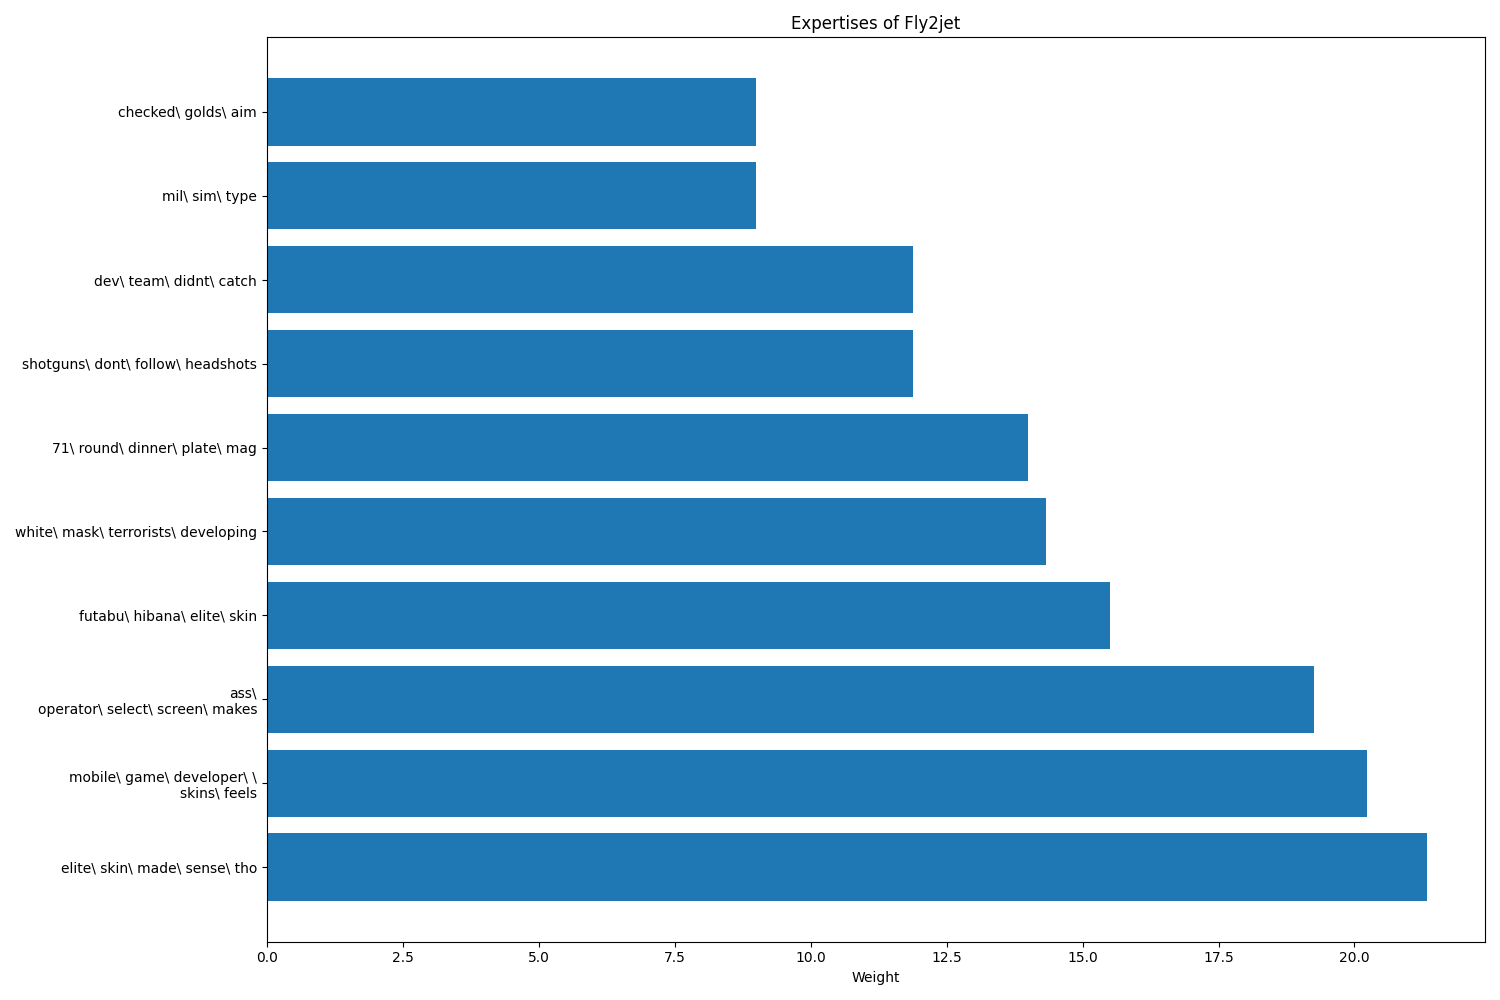 Expertises of Fly2jet
checked\ golds\ aim
mil\ sim\ type
dev\ team\ didnt\ catch
shotguns\ dont\ follow\ headshots
71\ round\ dinner\ plate\ mag
white\ mask\ terrorists\ developing
futabu\ hibana\ elite\ skin
ass\
operator\ select\ screen\ makes
mobile\ game\ developer\ \
skins\ feels
elite\ skin\ made\ sense\ tho
0.0 2.5 5.0 7.5 10.0 12.5 15.0 17.5 20.0
Weight